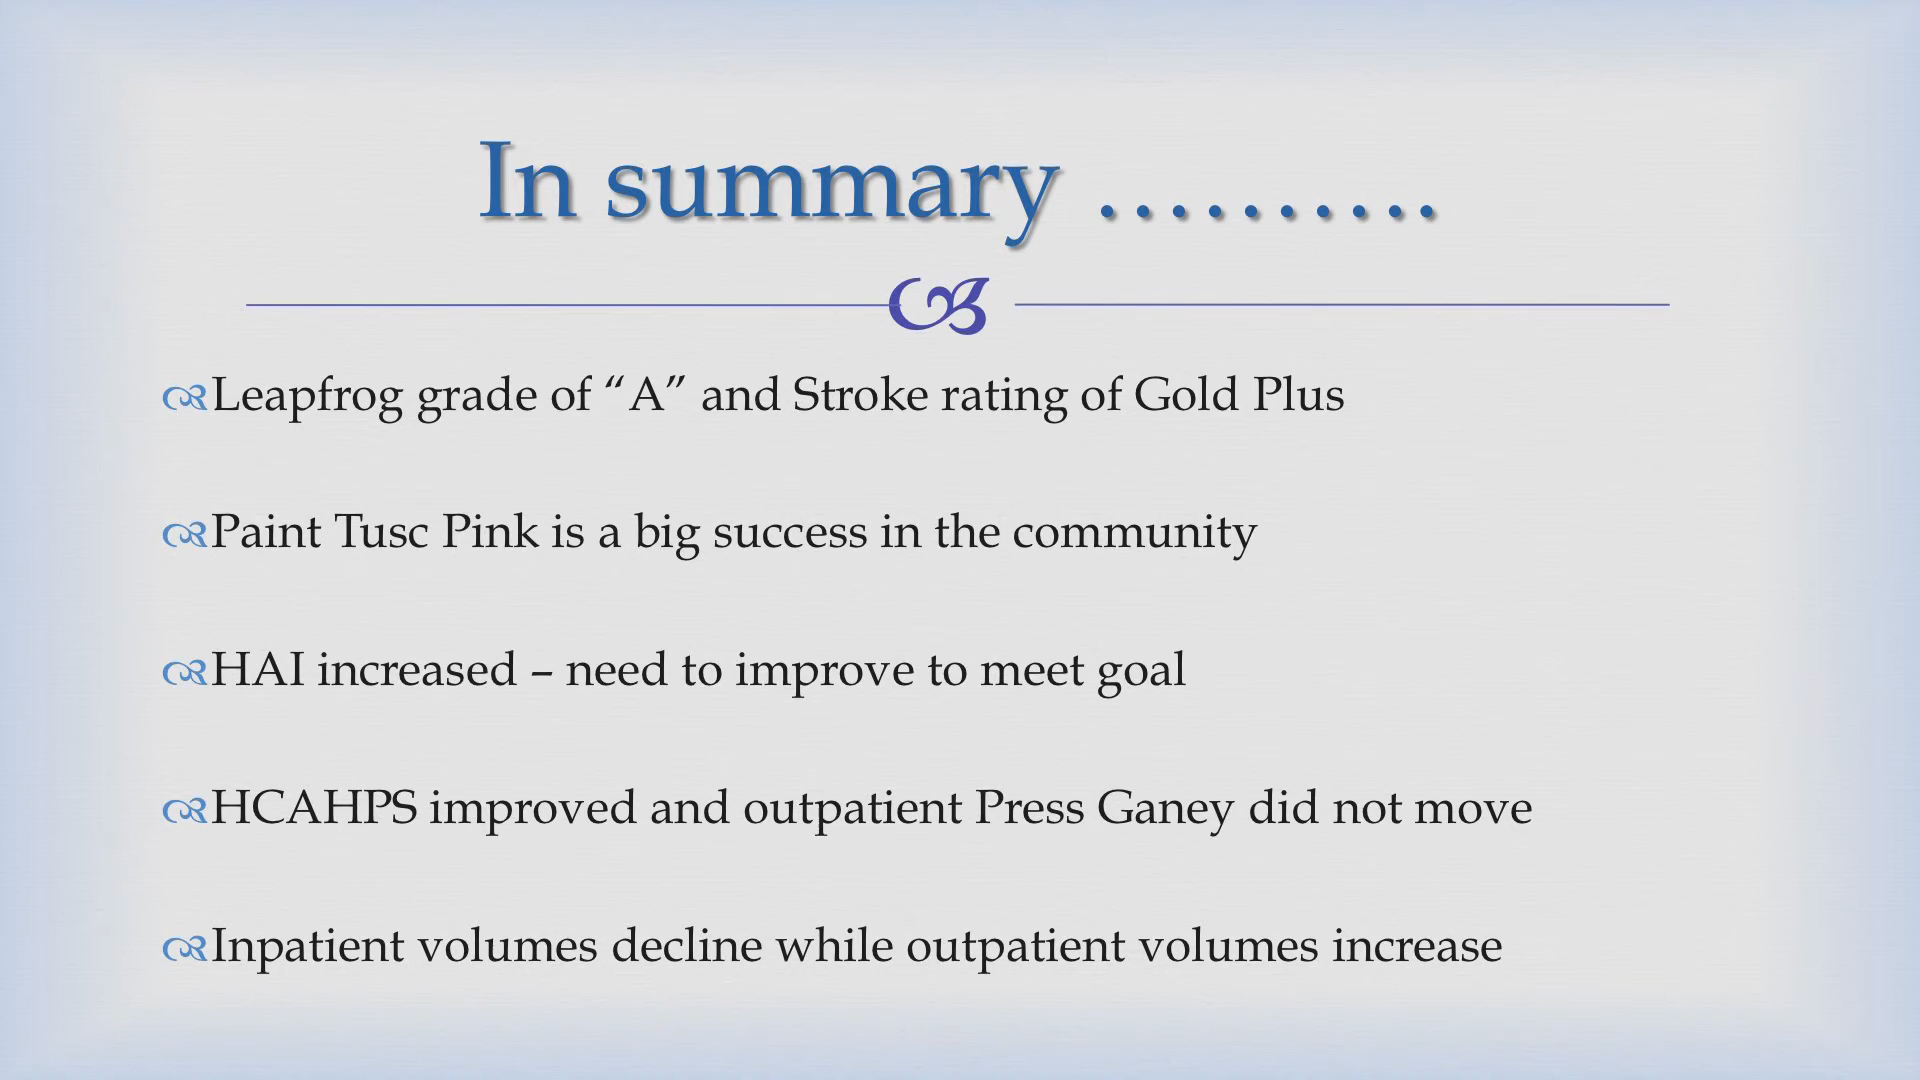 In summary ……….
Leapfrog grade of “A” and Stroke rating of Gold Plus
Paint Tusc Pink is a big success in the community
HAI increased – need to improve to meet goal
HCAHPS improved and outpatient Press Ganey did not move
Inpatient volumes decline while outpatient volumes increase